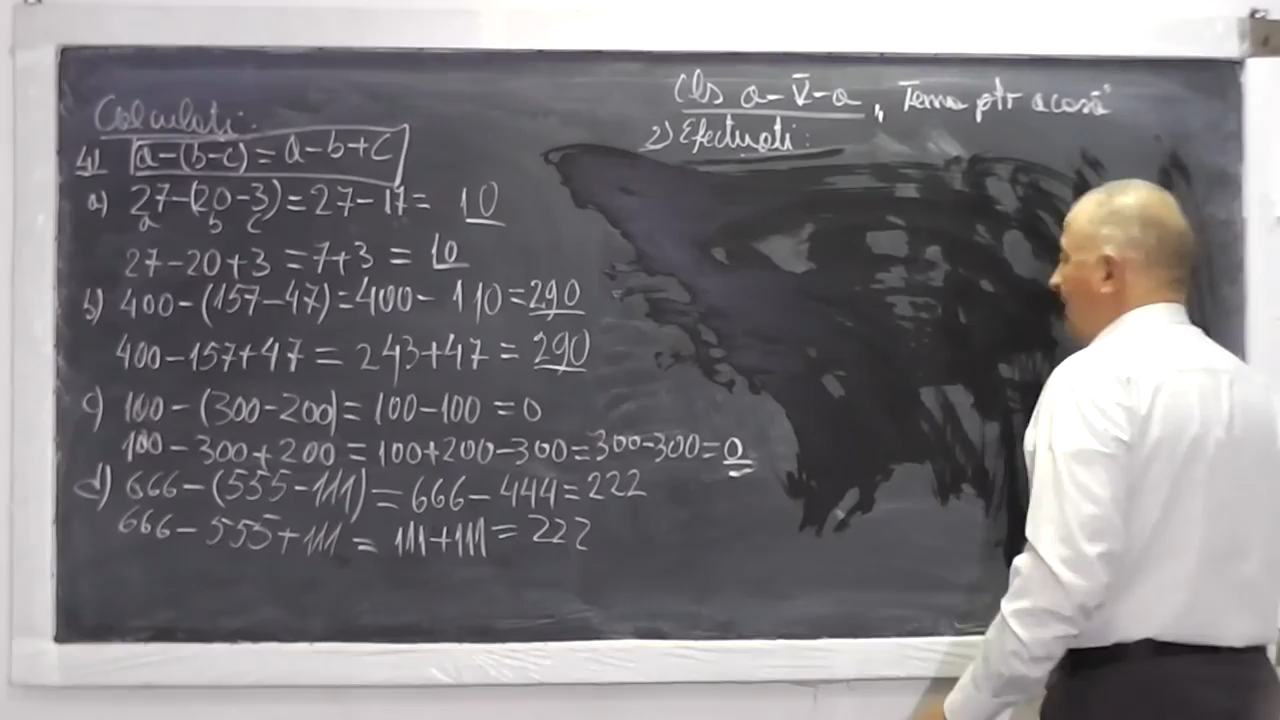 Calculati:
1) a-(b-c)=a-b+c
a) 27-(20-3)=27-17= 10
a b c
27-20+3=7+3= 10
b) 400-(157-47)=400-110=290
400-157+47=243+47=290
c) 100-(300-200)=100-100=0
100-300+200=100+200-300=300-300=0
d) 666-(555-111)=666-444=222
666-555+111=111+111=222
Cls a-V-a „Tema ptr acasă”
2) Efectuati: